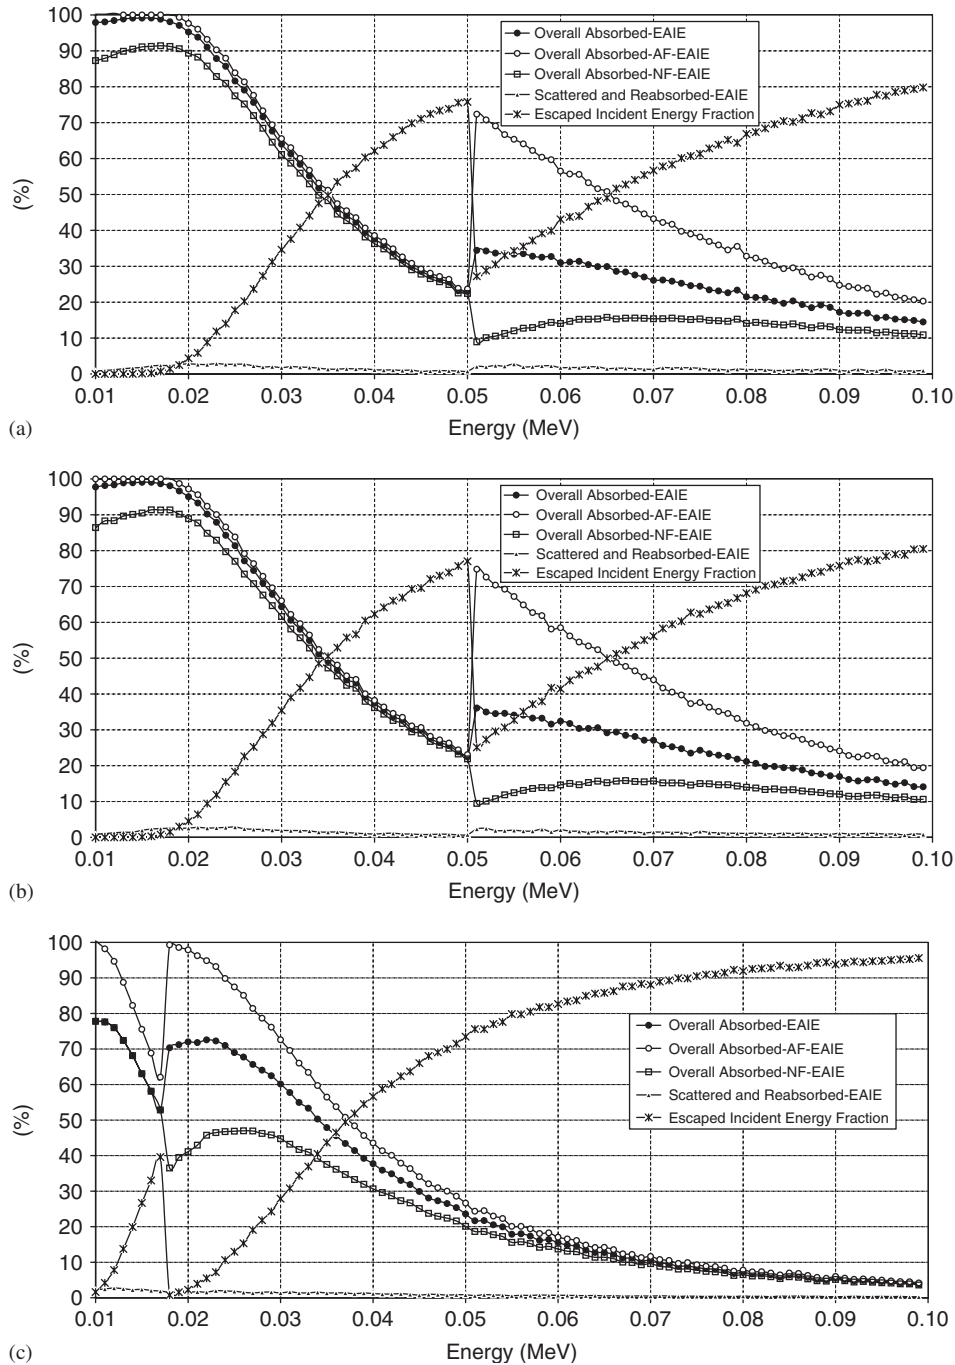 100
90
80
70
60
50
40
30
20
10
0
(%)
Overall Absorbed-EAIE
Overall Absorbed-AF-EAIE
Overall Absorbed-NF-EAIE
Scattered and Reabsorbed-EAIE
Escaped Incident Energy Fraction
0.01 0.02 0.03 0.04 0.05 0.06 0.07 0.08 0.09 0.10
(a) Energy (MeV)
100
90
80
70
60
50
40
30
20
10
0
(%)
Overall Absorbed-EAIE
Overall Absorbed-AF-EAIE
Overall Absorbed-NF-EAIE
Scattered and Reabsorbed-EAIE
Escaped Incident Energy Fraction
0.01 0.02 0.03 0.04 0.05 0.06 0.07 0.08 0.09 0.10
(b) Energy (MeV)
100
90
80
70
60
50
40
30
20
10
0
(%)
Overall Absorbed-EAIE
Overall Absorbed-AF-EAIE
Overall Absorbed-NF-EAIE
Scattered and Reabsorbed-EAIE
Escaped Incident Energy Fraction
0.01 0.02 0.03 0.04 0.05 0.06 0.07 0.08 0.09 0.10
(c) Energy (MeV)